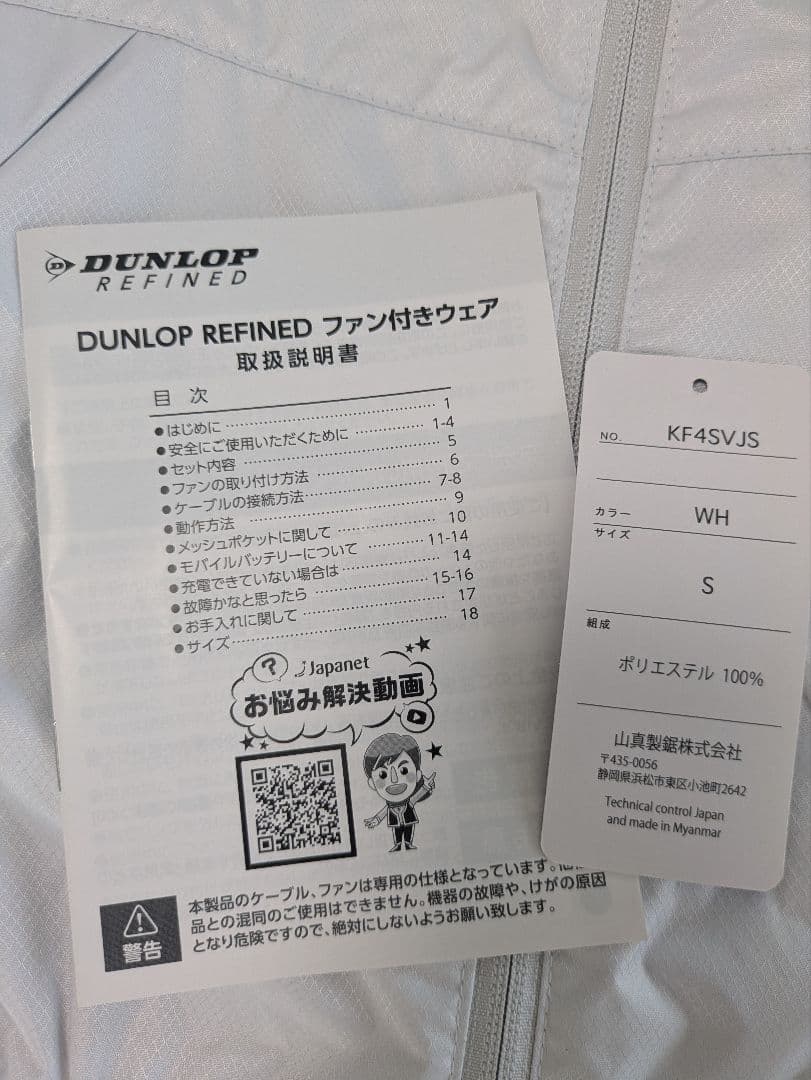 DUNLOP
REFINED
DUNLOP REFINED ファン付きウェア
取扱説明書
目 次
●はじめに 1
●安全にご使用いただくために 1-4
●セット内容 5
●ファンの取り付け方法 6
●ケーブルの接続方法 7-8
●動作方法 9
●メッシュポケットに関して 10
●モバイルバッテリーについて 11-14
●充電できていない場合は 14
●故障かなと思ったら 15-16
●お手入れに関して 17
●サイズ 18
? Japanet
お悩み解決動画
警告
本製品のケーブル、ファンは専用の仕様となっています。
品との混同のご使用はできません。機器の故障や、けがの原因
となり危険ですので、絶対にしないようお願い致します。
NO. KF4SVJS
カラー WH
サイズ
S
組成
ポリエステル 100%
山真製鋸株式会社
〒435-0056
静岡県浜松市東区小池町2642
Technical control Japan
and made in Myanmar